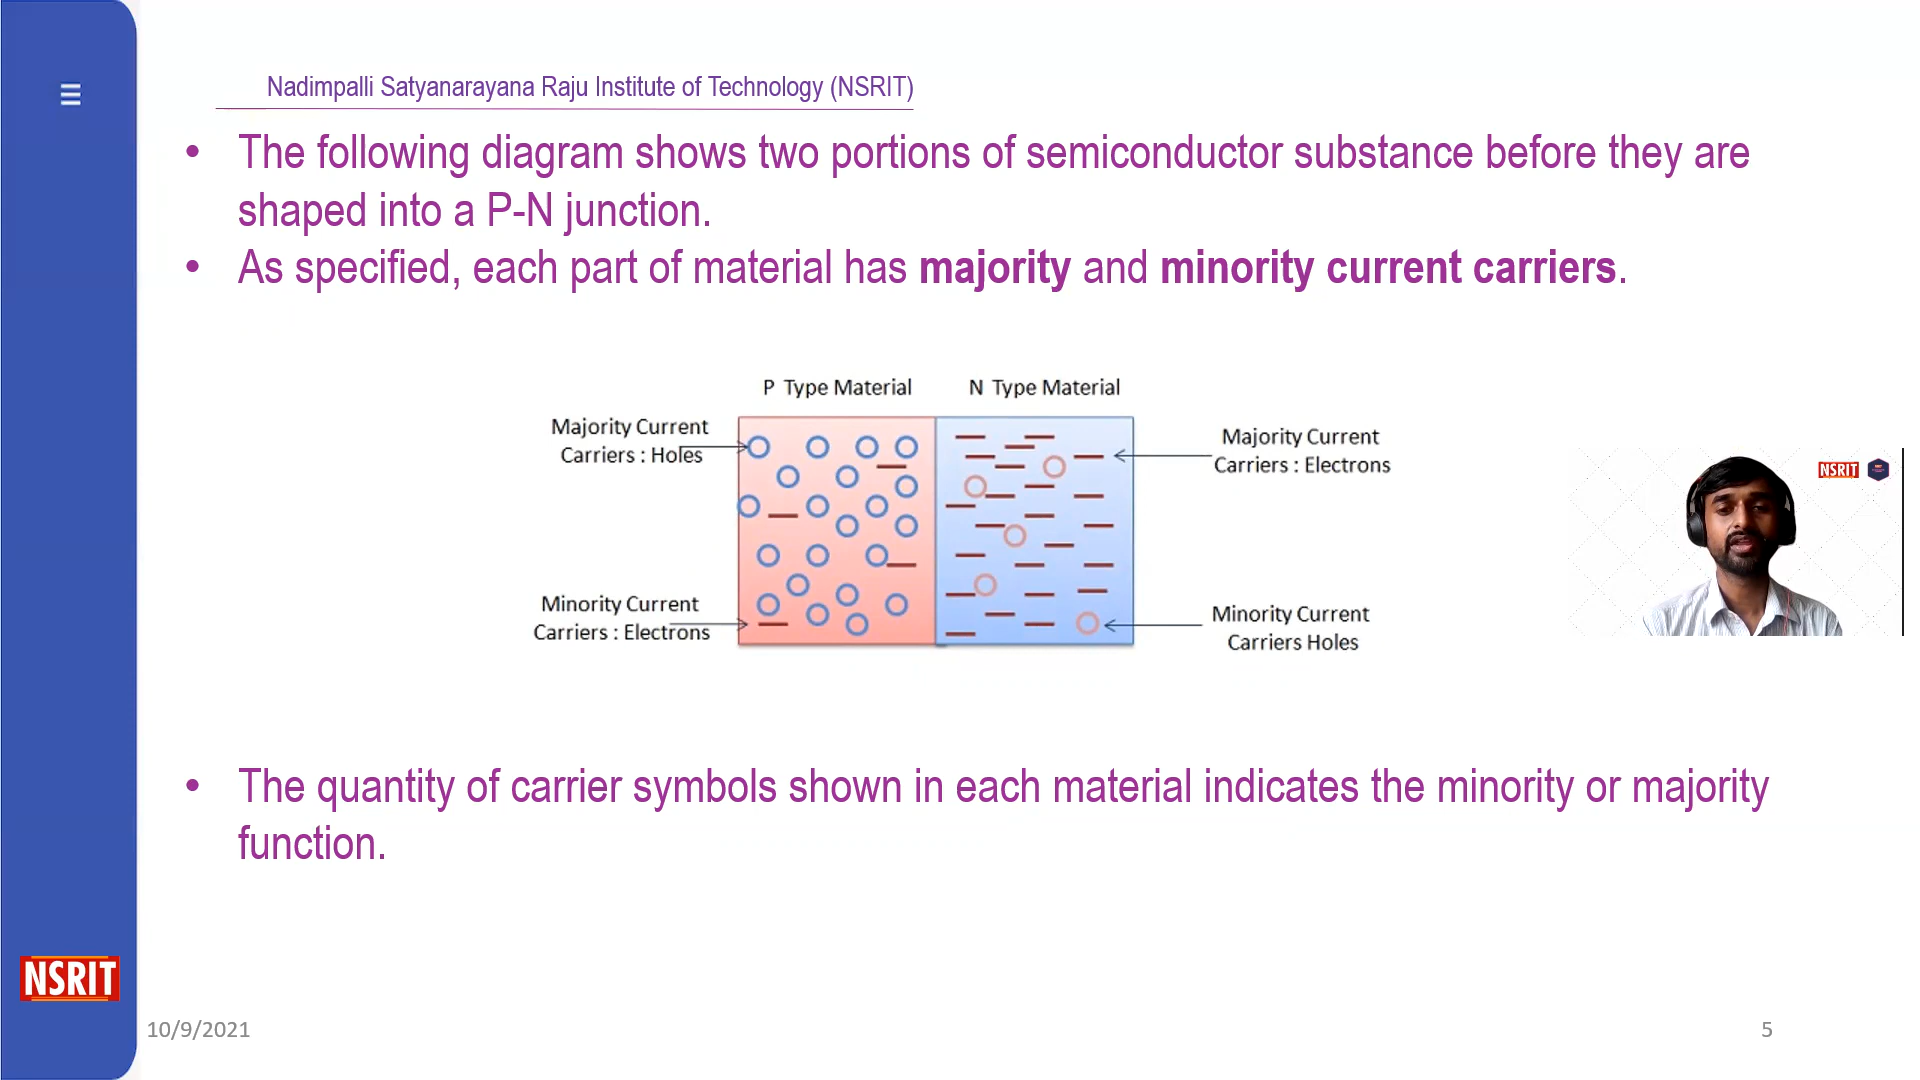 Nadimpalli Satyanarayana Raju Institute of Technology (NSRIT)
• The following diagram shows two portions of semiconductor substance before they are
shaped into a P-N junction.
• As specified, each part of material has majority and minority current carriers.
P Type Material
N Type Material
Majority Current
Carriers : Holes
Majority Current
Carriers : Electrons
NSRIT
Minority Current
Carriers : Electrons
Minority Current
Carriers Holes
• The quantity of carrier symbols shown in each material indicates the minority or majority
function.
NSRIT
10/9/2021
5